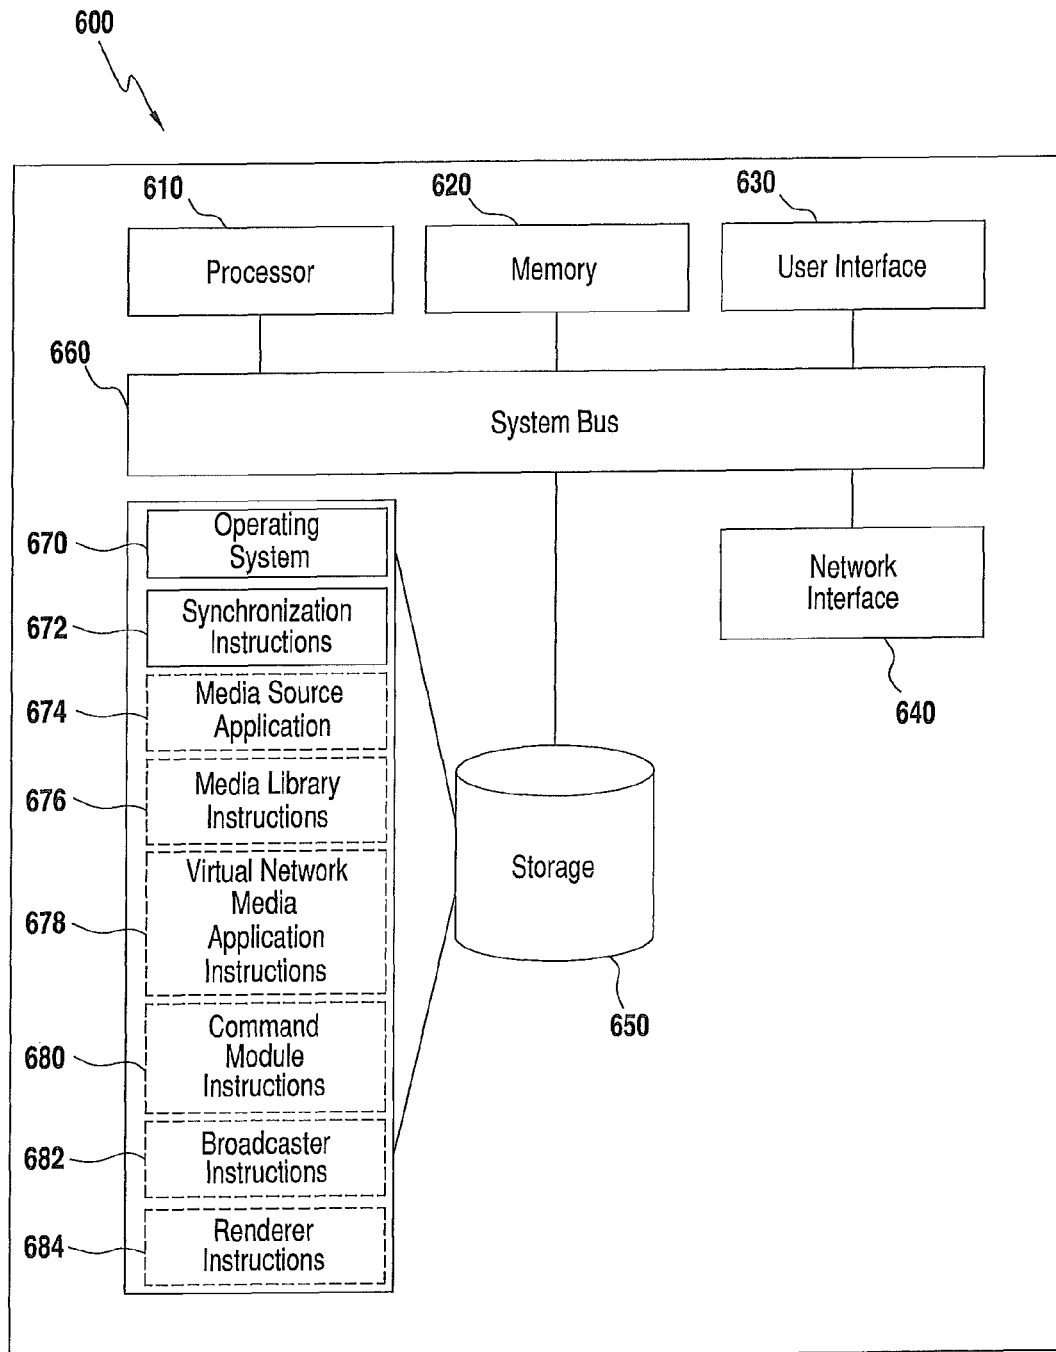 600
610
620
630
Processor
Memory
User Interface
660
System Bus
670
Operating
System
672
Synchronization
Instructions
674
Media Source
Application
676
Media Library
Instructions
678
Virtual Network
Media
Application
Instructions
680
Command
Module
Instructions
682
Broadcaster
Instructions
684
Renderer
Instructions
Network
Interface
640
Storage
650